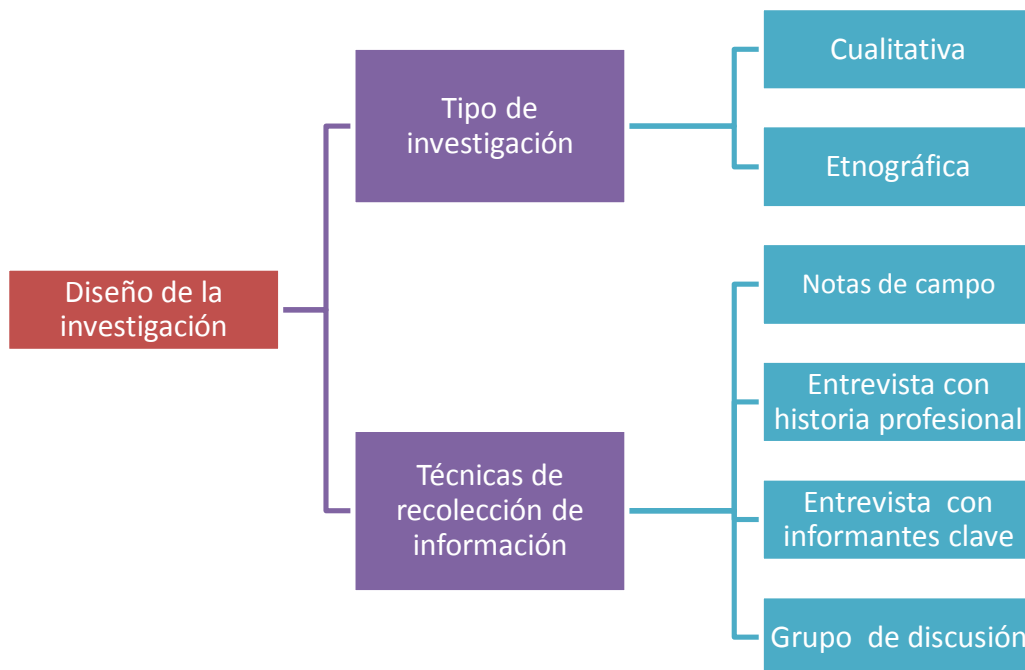 Diseño de la
investigación
Tipo de
investigación
Cualitativa
Etnográfica
Técnicas de
recolección de
información
Notas de campo
Entrevista con
historia profesional
Entrevista  con
informantes clave
Grupo  de discusión